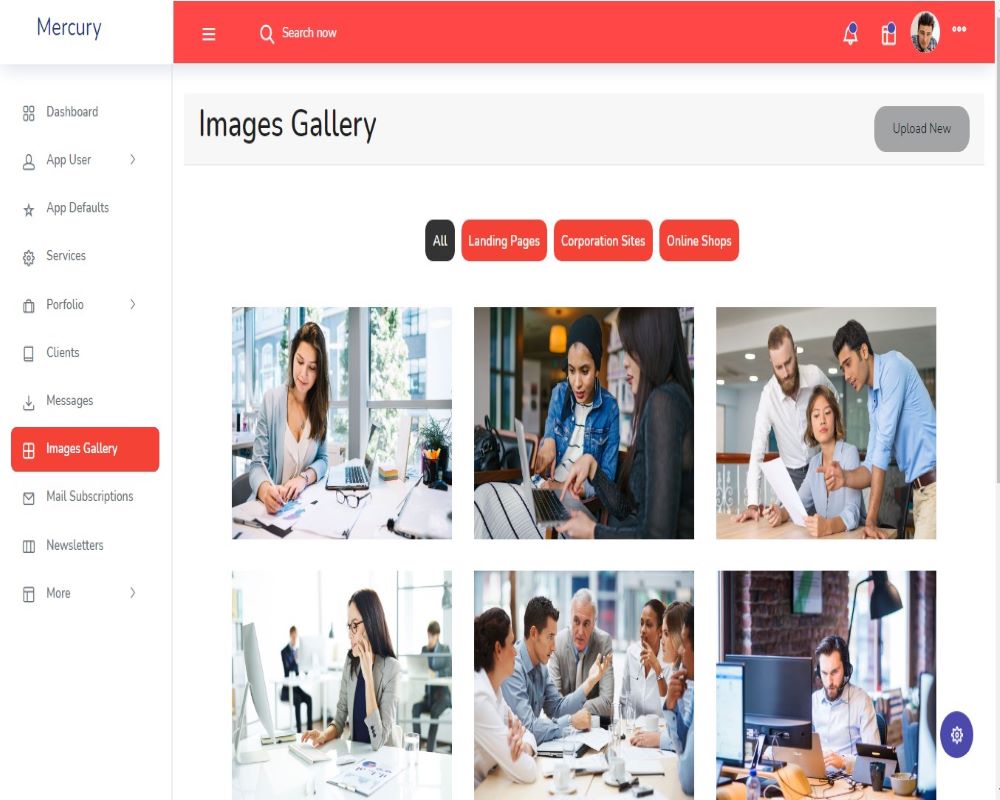 Mercury
Search now
Dashboard
App User
App Defaults
Services
Porfolio
Clients
Messages
Images Gallery
Mail Subscriptions
Newsletters
More
Images Gallery
Upload New
All
Landing Pages
Corporation Sites
Online Shops